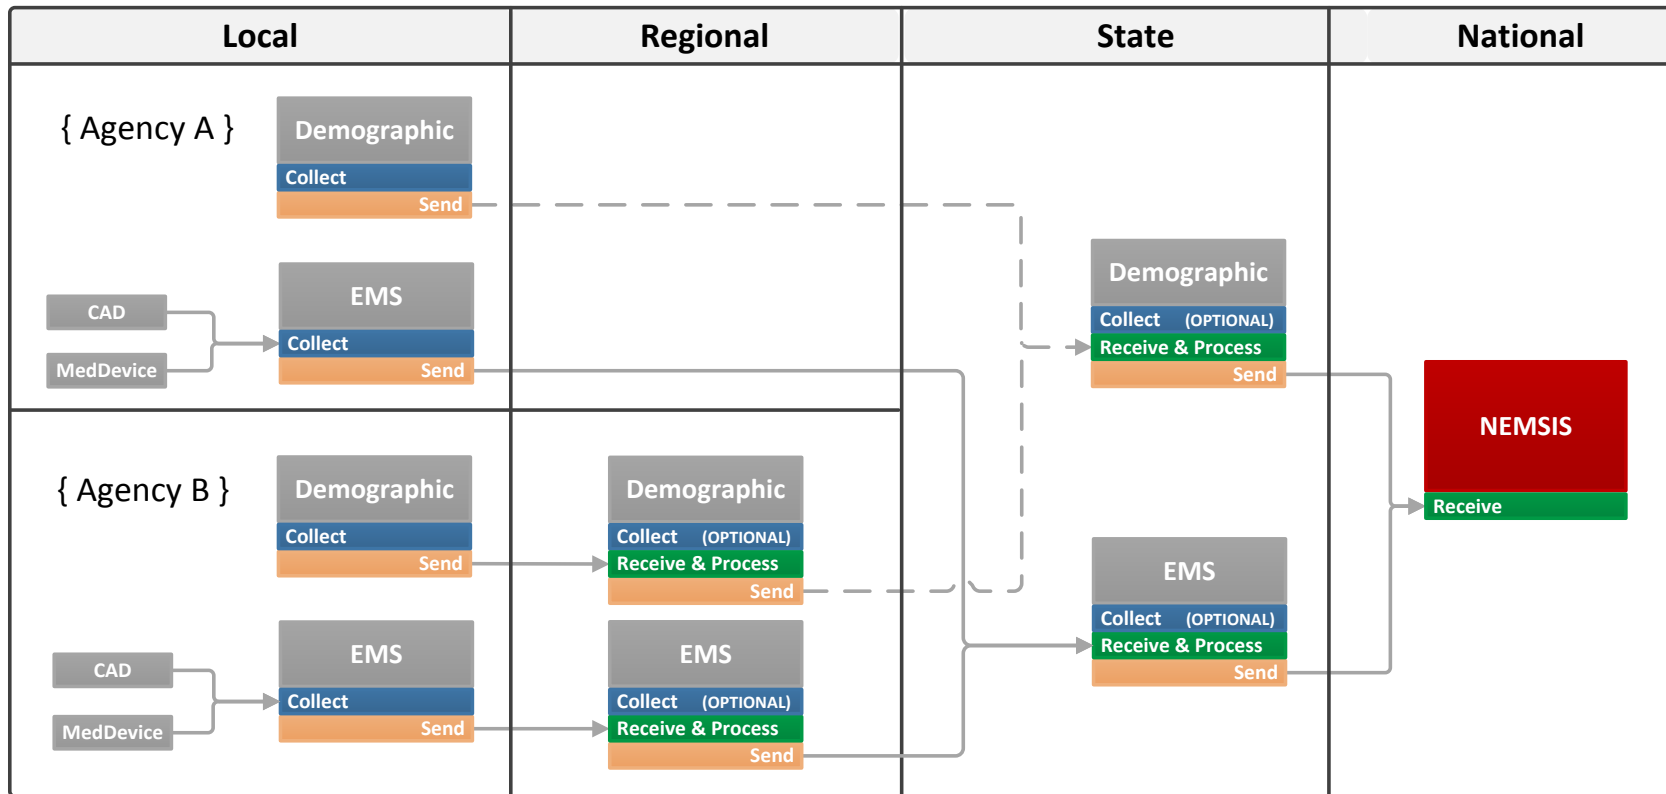 Local
Regional
State
National
{ Agency A }
Demographic
Collect
Send
CAD
MedDevice
EMS
Collect
Send
{ Agency B }
Demographic
Collect
Send
CAD
MedDevice
EMS
Collect
Send
Demographic
Collect (OPTIONAL)
Receive & Process
Send
EMS
Collect (OPTIONAL)
Receive & Process
Send
Demographic
Collect (OPTIONAL)
Receive & Process
Send
EMS
Collect (OPTIONAL)
Receive & Process
Send
NEMSIS
Receive